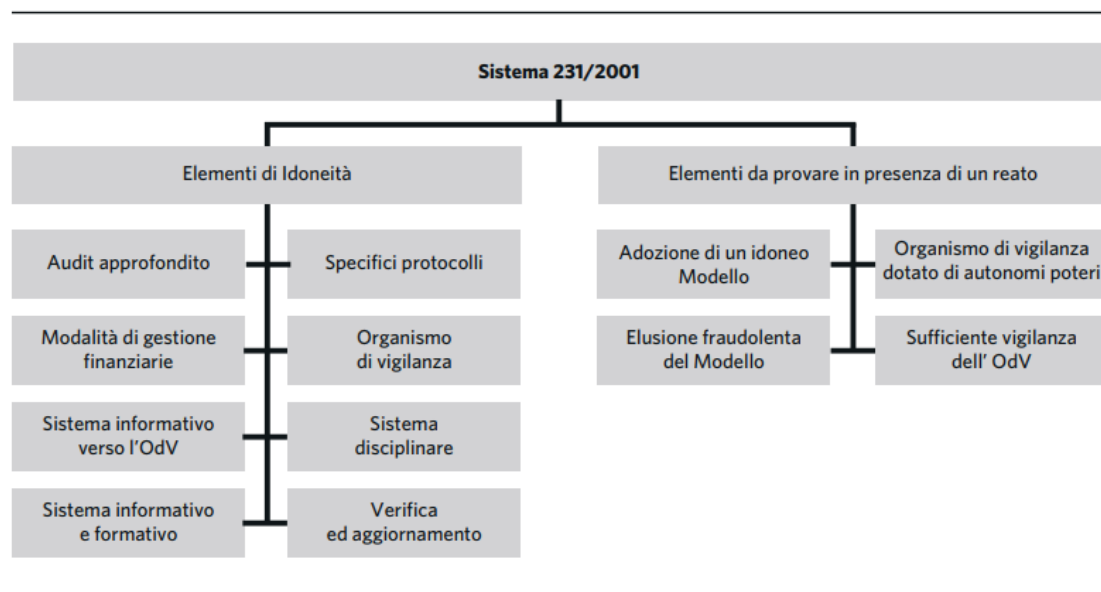 Sistema 231/2001
Elementi di Idoneità
Elementi da provare in presenza di un reato
Audit approfondito
Specifici protocolli
Modalità di gestione
finanziarie
Organismo
di vigilanza
Sistema informativo
verso l'OdV
Sistema
disciplinare
Sistema informativo
e formativo
Verifica
ed aggiornamento
Adozione di un idoneo
Modello
Organismo di vigilanza
dotato di autonomi poteri
Elusione fraudolenta
del Modello
Sufficiente vigilanza
dell' OdV